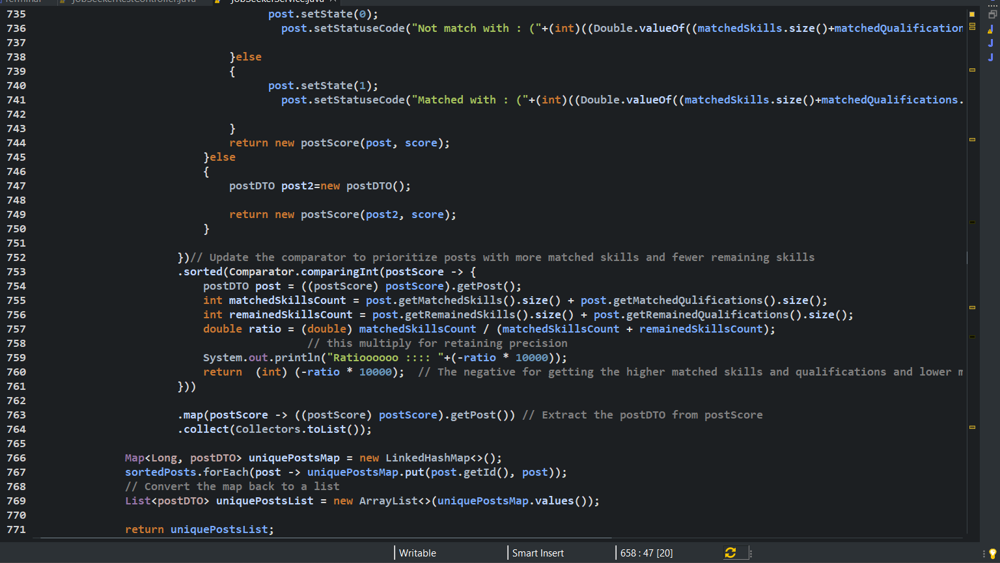 Terminal JobSeekerRestController.java JobSeekerService.java ×
735 post.setState(0);
736 post.setStatuseCode("Not match with : ("+(int)((Double.valueOf((matchedSkills.size()+matchedQualification
737
738 }else
739 {
740 post.setState(1);
741 post.setStatuseCode("Matched with : ("+(int)((Double.valueOf((matchedSkills.size()+matchedQualifications.
742
743 }
744 return new postScore(post, score);
745 }else
746 {
747 postDTO post2=new postDTO();
748
749 return new postScore(post2, score);
750 }
751
752 })// Update the comparator to prioritize posts with more matched skills and fewer remaining skills
753 .sorted(Comparator.comparingInt(postScore -> {
754 postDTO post = ((postScore) postScore).getPost();
755 int matchedSkillsCount = post.getMatchedSkills().size() + post.getMatchedQulifications().size();
756 int remainedSkillsCount = post.getRemainedSkills().size() + post.getRemainedQualifications().size();
757 double ratio = (double) matchedSkillsCount / (matchedSkillsCount + remainedSkillsCount);
758 // this multiply for retaining precision
759 System.out.println("Ratioooooo :::: "+(-ratio * 10000));
760 return (int) (-ratio * 10000); // The negative for getting the higher matched skills and qualifications and lower m
761 }))
762
763 .map(postScore -> ((postScore) postScore).getPost()) // Extract the postDTO from postScore
764 .collect(Collectors.toList());
765
766 Map<Long, postDTO> uniquePostsMap = new LinkedHashMap<>();
767 sortedPosts.forEach(post -> uniquePostsMap.put(post.getId(), post));
768 // Convert the map back to a list
769 List<postDTO> uniquePostsList = new ArrayList<>(uniquePostsMap.values());
770
771 return uniquePostsList;
Writable Smart Insert 658 : 47 [20]